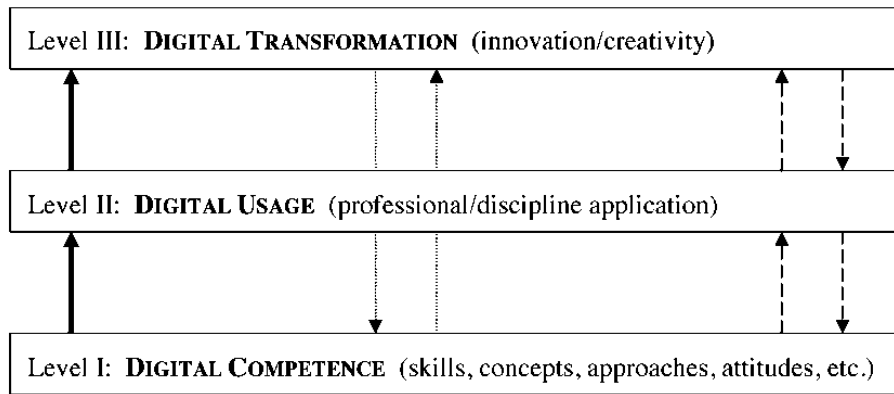 Level III: DIGITAL TRANSFORMATION (innovation/creativity)
Level II: DIGITAL USAGE (professional/discipline application)
Level I: DIGITAL COMPETENCE (skills, concepts, approaches, attitudes, etc.)